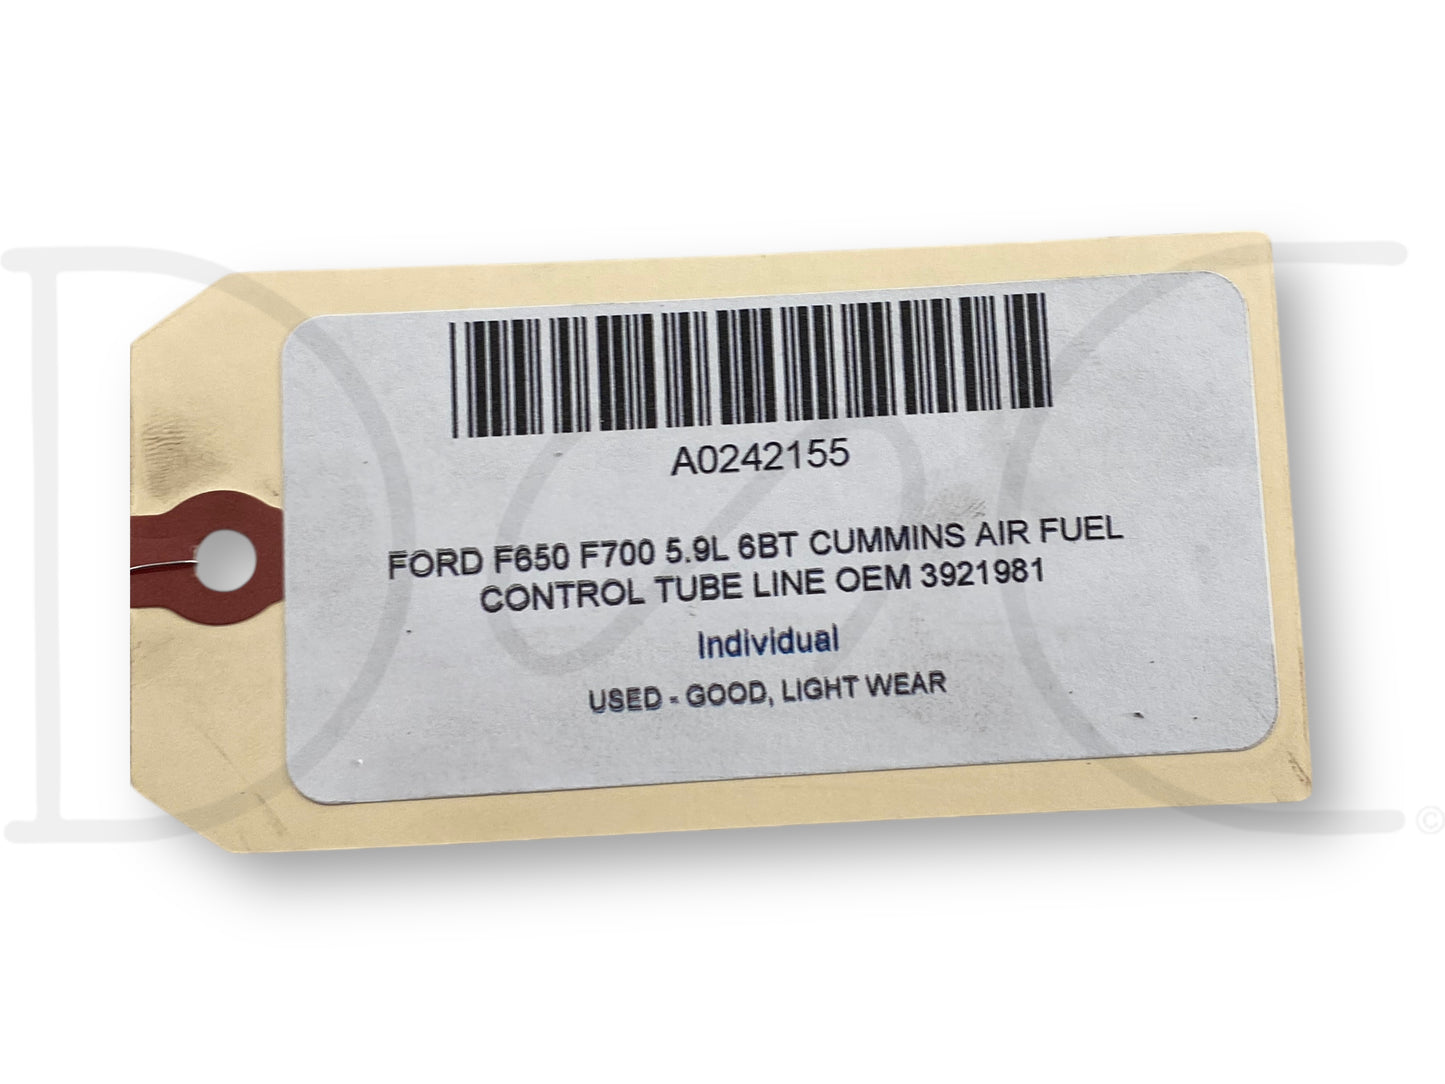 A0242155
FORD F650 F700 5.9L 6BT CUMMINS AIR FUEL
CONTROL TUBE LINE OEM 3921981
Individual
USED - GOOD, LIGHT WEAR
©